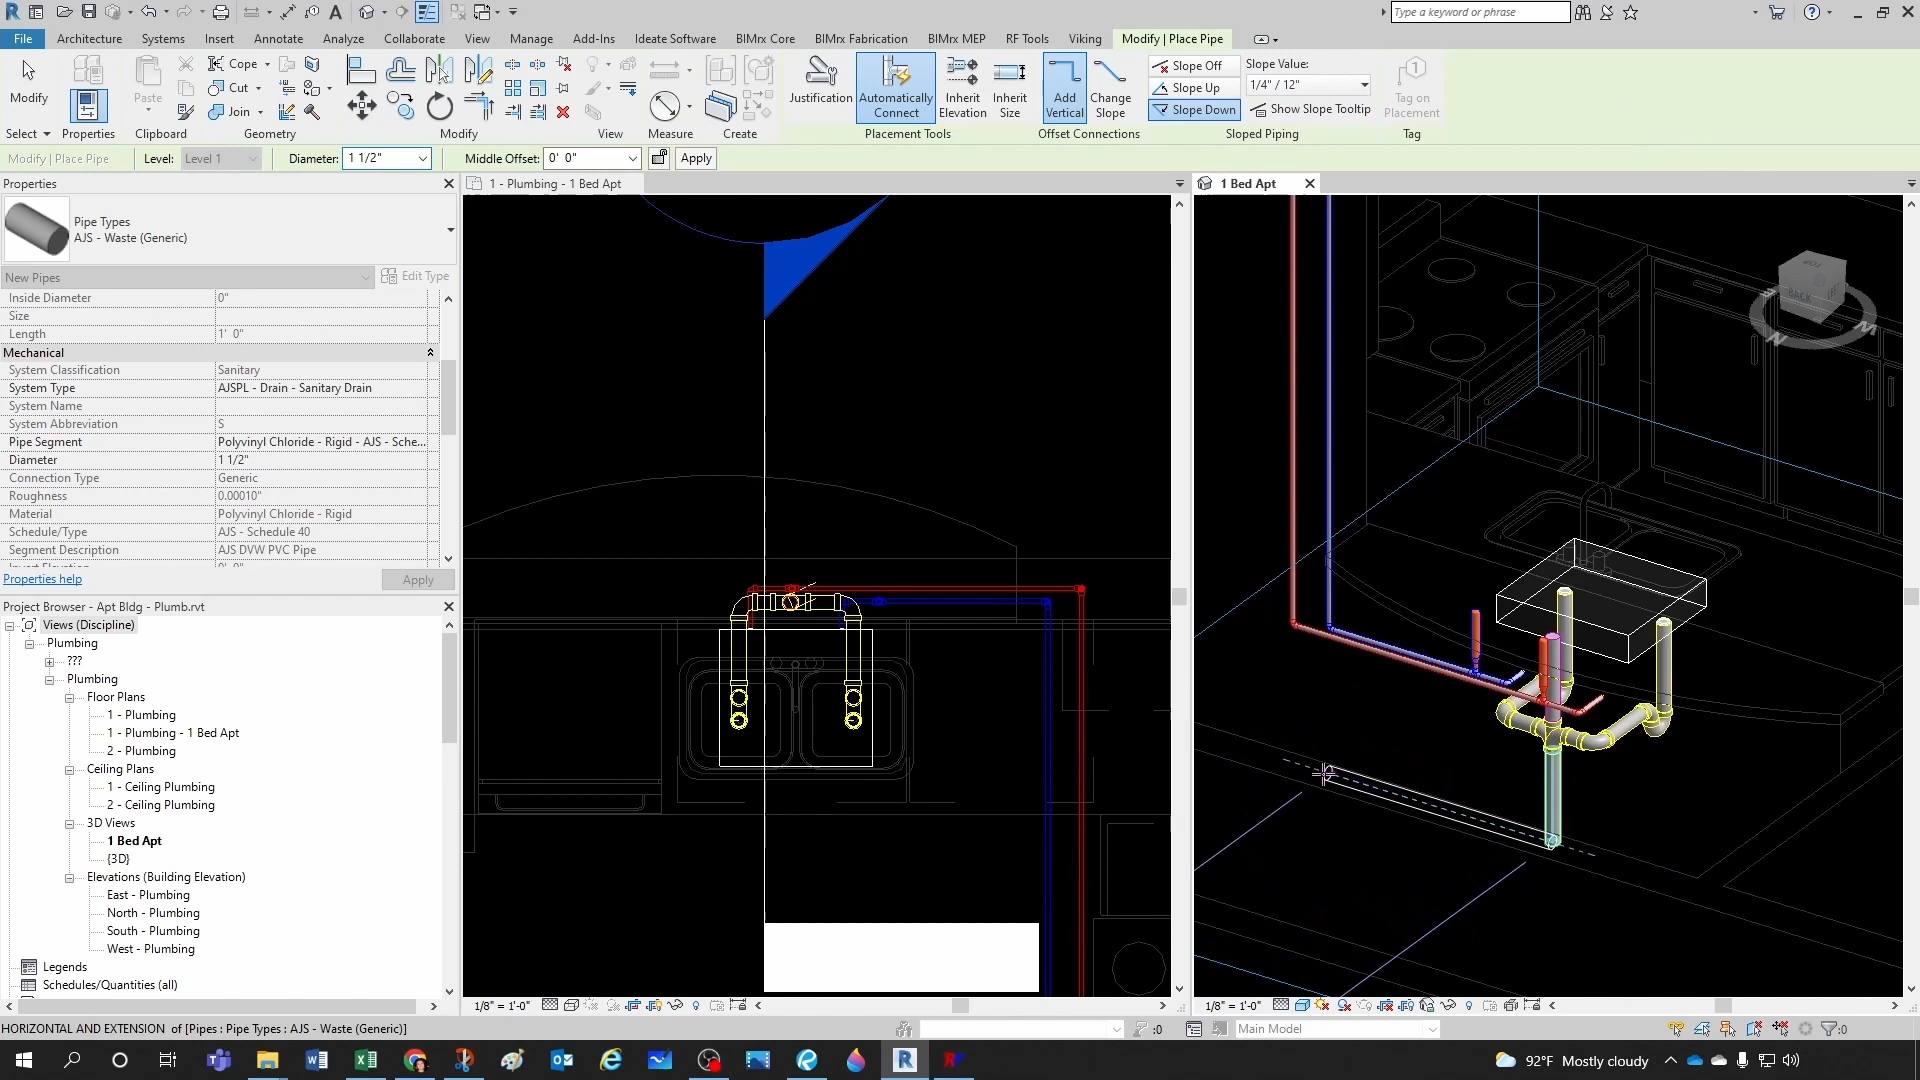 Type a keyword or phrase
File Architecture Systems Insert Annotate Analyze Collaborate View Manage Add-Ins Ideate Software BIMrx Core BIMrx Fabrication BIMrx MEP RF Tools Viking Modify | Place Pipe
Modify
Select
Properties
Paste
Clipboard
Cope
Cut
Join
Geometry
Modify
View
Measure
Create
Justification
Automatically Connect
Inherit Elevation
Inherit Size
Placement Tools
Add Vertical
Change Slope
Offset Connections
Slope Off
Slope Up
Slope Down
Slope Value:
1/4" / 12"
Show Slope Tooltip
Sloped Piping
Tag on Placement
Tag
Modify | Place Pipe Level: Level 1 Diameter: 1 1/2" Middle Offset: 0' 0" Apply
Properties
Pipe Types
AJS - Waste (Generic)
New Pipes Edit Type
Inside Diameter 0"
Size
Length 1' 0"
Mechanical
System Classification Sanitary
System Type AJSPL - Drain - Sanitary Drain
System Name
System Abbreviation S
Pipe Segment Polyvinyl Chloride - Rigid - AJS - Sche...
Diameter 1 1/2"
Connection Type Generic
Roughness 0.00010"
Material Polyvinyl Chloride - Rigid
Schedule/Type AJS - Schedule 40
Segment Description AJS DVW PVC Pipe
Properties help Apply
Project Browser - Apt Bldg - Plumb.rvt
Views (Discipline)
Plumbing
???
Plumbing
Floor Plans
1 - Plumbing
1 - Plumbing - 1 Bed Apt
2 - Plumbing
Ceiling Plans
1 - Ceiling Plumbing
2 - Ceiling Plumbing
3D Views
1 Bed Apt
{3D}
Elevations (Building Elevation)
East - Plumbing
North - Plumbing
South - Plumbing
West - Plumbing
Legends
Schedules/Quantities (all)
1 - Plumbing - 1 Bed Apt
1 Bed Apt
BACK
N
1/8" = 1'-0"
1/8" = 1'-0"
HORIZONTAL AND EXTENSION of [Pipes : Pipe Types : AJS - Waste (Generic)]
:0
Main Model
:0
92°F Mostly cloudy